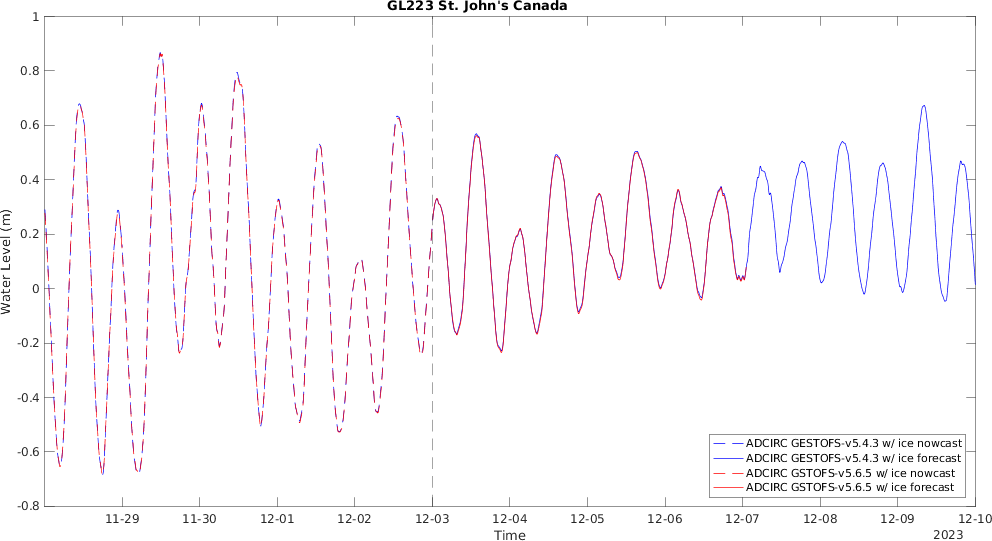 GL223 St. John's Canada
1
0.8
0.6
0.4
0.2
0
-0.2
-0.4
-0.6
-0.8
Water Level (m)
ADCIRC GESTOFS-v5.4.3 w/ ice nowcast
ADCIRC GESTOFS-v5.4.3 w/ ice forecast
ADCIRC GSTOFS-v5.6.5 w/ ice nowcast
ADCIRC GSTOFS-v5.6.5 w/ ice forecast
11-29 11-30 12-01 12-02 12-03 12-04 12-05 12-06 12-07 12-08 12-09 12-10
Time
2023